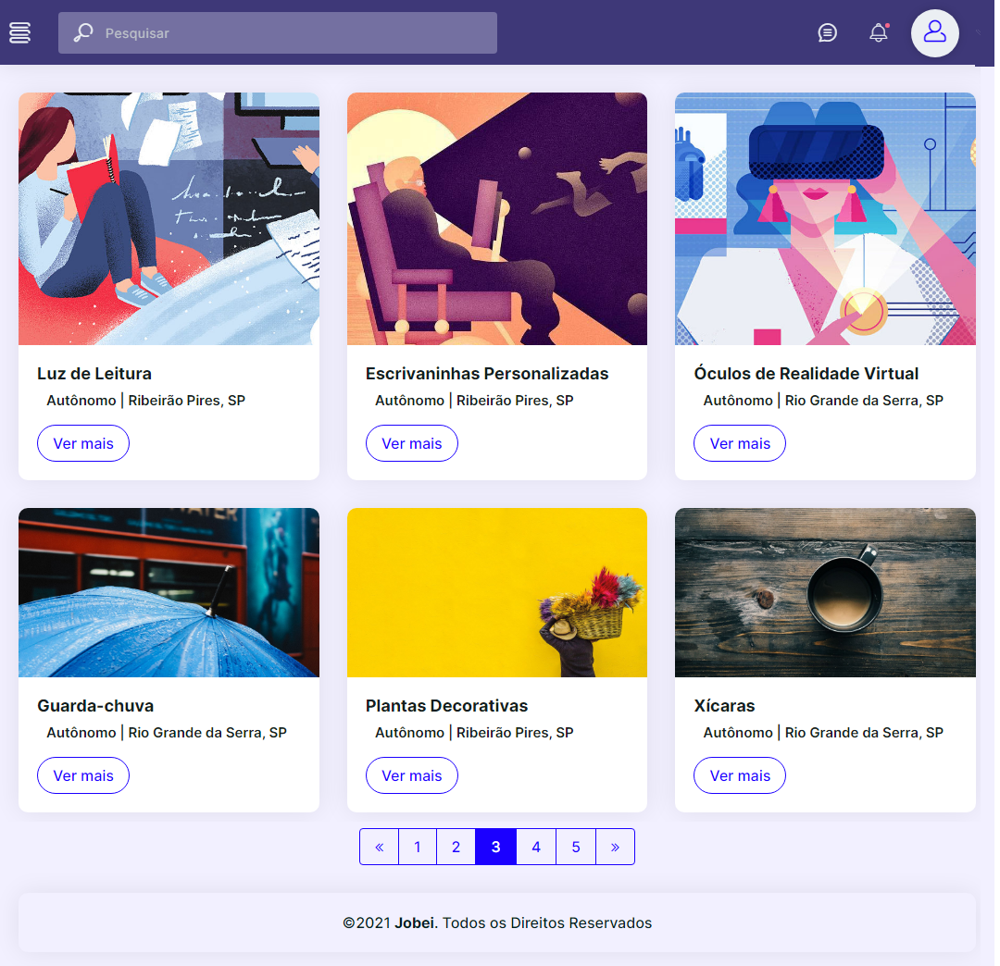 Pesquisar
Luz de Leitura
Autônomo | Ribeirão Pires, SP
Ver mais
Escrivaninhas Personalizadas
Autônomo | Ribeirão Pires, SP
Ver mais
Óculos de Realidade Virtual
Autônomo | Rio Grande da Serra, SP
Ver mais
Guarda-chuva
Autônomo | Rio Grande da Serra, SP
Ver mais
Plantas Decorativas
Autônomo | Ribeirão Pires, SP
Ver mais
Xícaras
Autônomo | Rio Grande da Serra, SP
Ver mais
« 1 2 3 4 5 »
©2021 Jobei. Todos os Direitos Reservados